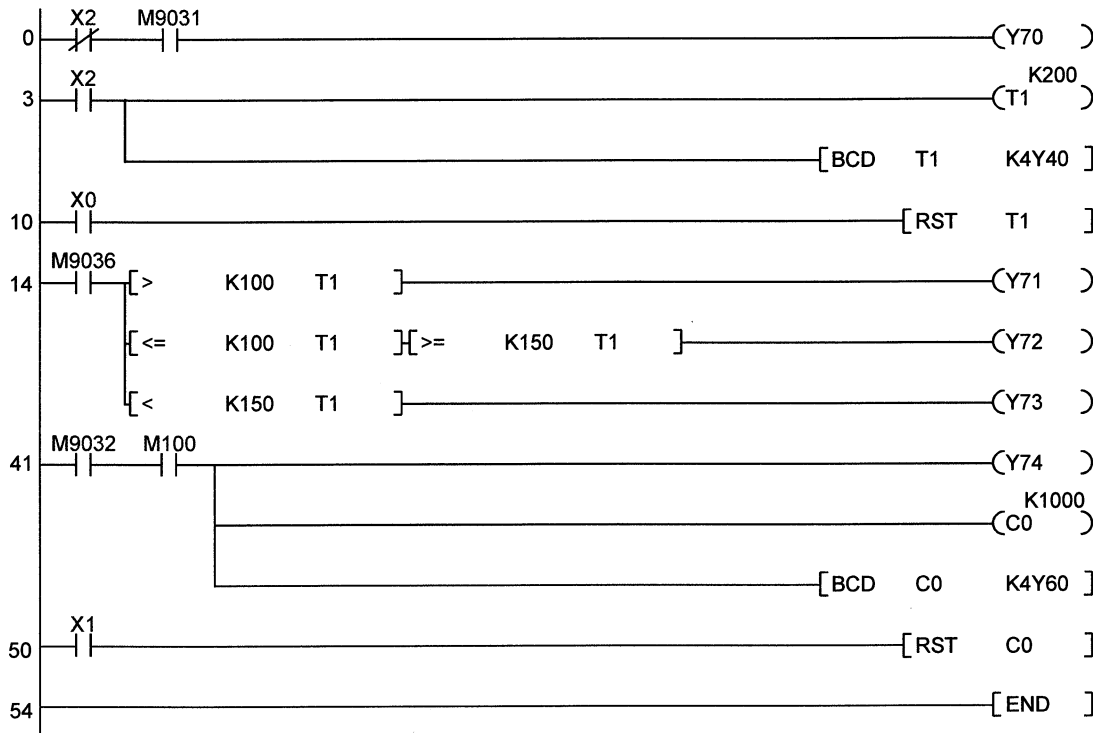 X2 M9031
0 (Y70 )
X2 K200
3 (T1 )
[BCD T1 K4Y40 ]
X0
10 [RST T1 ]
M9036
14 [> K100 T1 ] (Y71 )
[<= K100 T1 ][>= K150 T1 ] (Y72 )
[< K150 T1 ] (Y73 )
M9032 M100
41 (Y74 )
K1000
(C0 )
[BCD C0 K4Y60 ]
X1
50 [RST C0 ]
54 [END ]